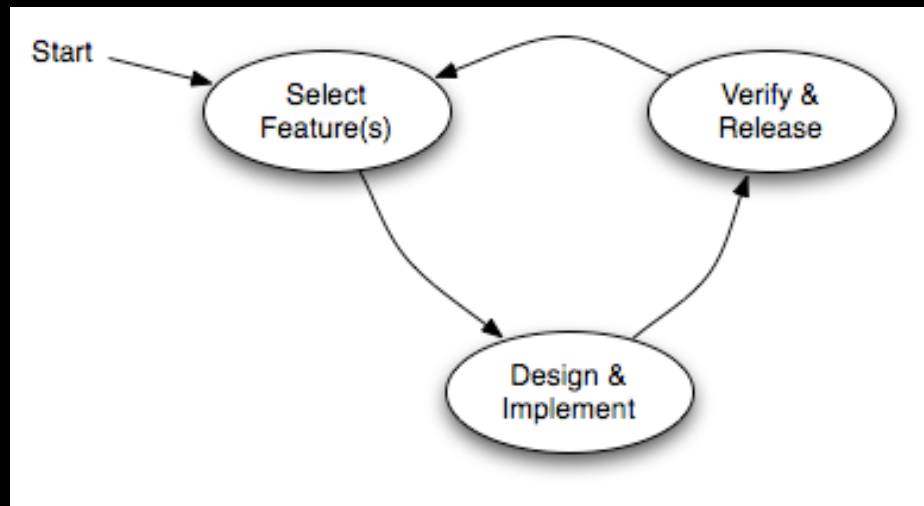 Start
Select
Feature(s)
Verify &
Release
Design &
Implement